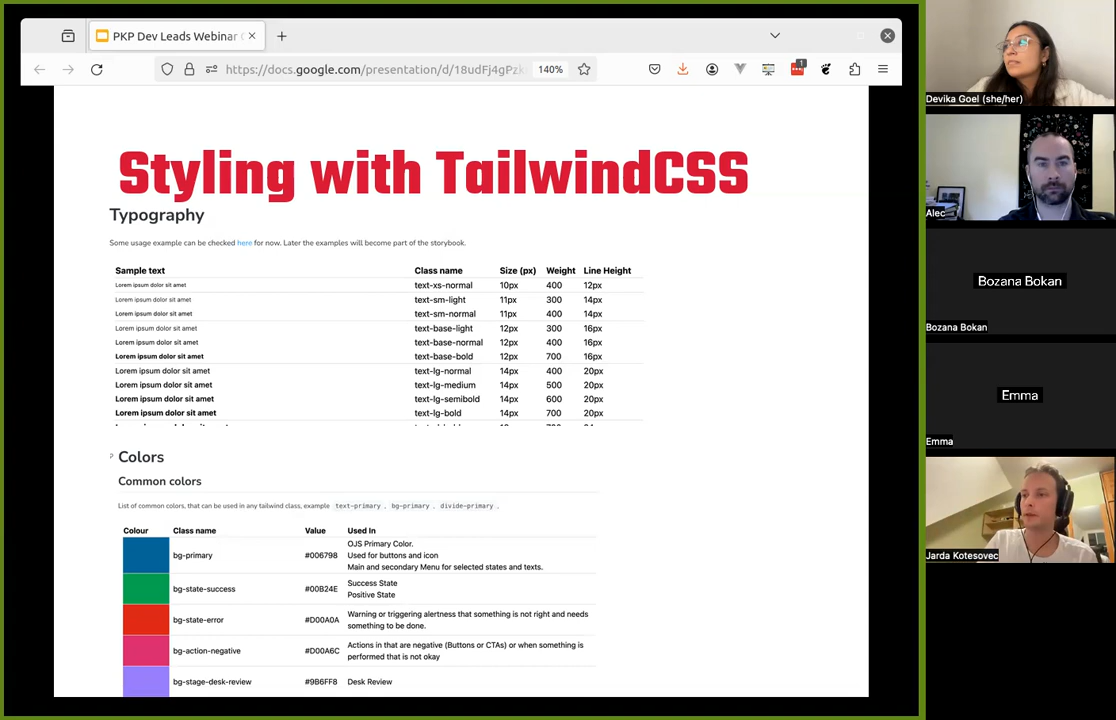 PKP Dev Leads Webinar
https://docs.google.com/presentation/d/18udFj4gPzk
140%
1
Styling with TailwindCSS
Typography
Some usage example can be checked here for now. Later the examples will become part of the storybook.
Sample text Class name Size (px) Weight Line Height
Lorem ipsum dolor sit amet text-xs-normal 10px 400 12px
Lorem ipsum dolor sit amet text-sm-light 11px 300 14px
Lorem ipsum dolor sit amet text-sm-normal 11px 400 14px
Lorem ipsum dolor sit amet text-base-light 12px 300 16px
Lorem ipsum dolor sit amet text-base-normal 12px 400 16px
Lorem ipsum dolor sit amet text-base-bold 12px 700 16px
Lorem ipsum dolor sit amet text-lg-normal 14px 400 20px
Lorem ipsum dolor sit amet text-lg-medium 14px 500 20px
Lorem ipsum dolor sit amet text-lg-semibold 14px 600 20px
Lorem ipsum dolor sit amet text-lg-bold 14px 700 20px
Colors
Common colors
List of common colors, that can be used in any tailwind class, example text-primary , bg-primary , divide-primary ,
Colour Class name Value Used In
OJS Primary Color.
bg-primary #006798 Used for buttons and icon
Main and secondary Menu for selected states and texts.
bg-state-success #00B24E Success State
Positive State
bg-state-error #D00A0A Warning or triggering alertness that something is not right and needs
something to be done.
bg-action-negative #D00A6C Actions in that are negative (Buttons or CTAs) or when something is
performed that is not okay
bg-stage-desk-review #9B6FF8 Desk Review
Devika Goel (she/her)
Alec
Bozana Bokan
Bozana Bokan
Emma
Emma
Jarda Kotesovec